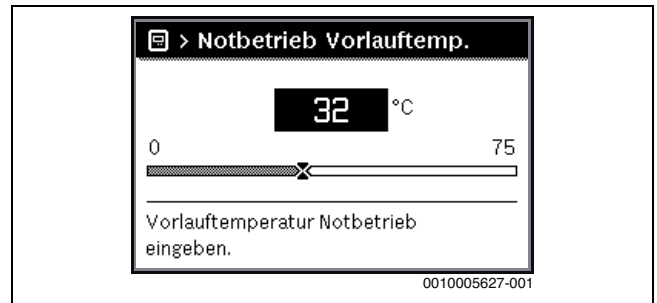 > Notbetrieb Vorlauftemp.
32 °C
0 75
Vorlauftemperatur Notbetrieb
eingeben.
0010005627-001